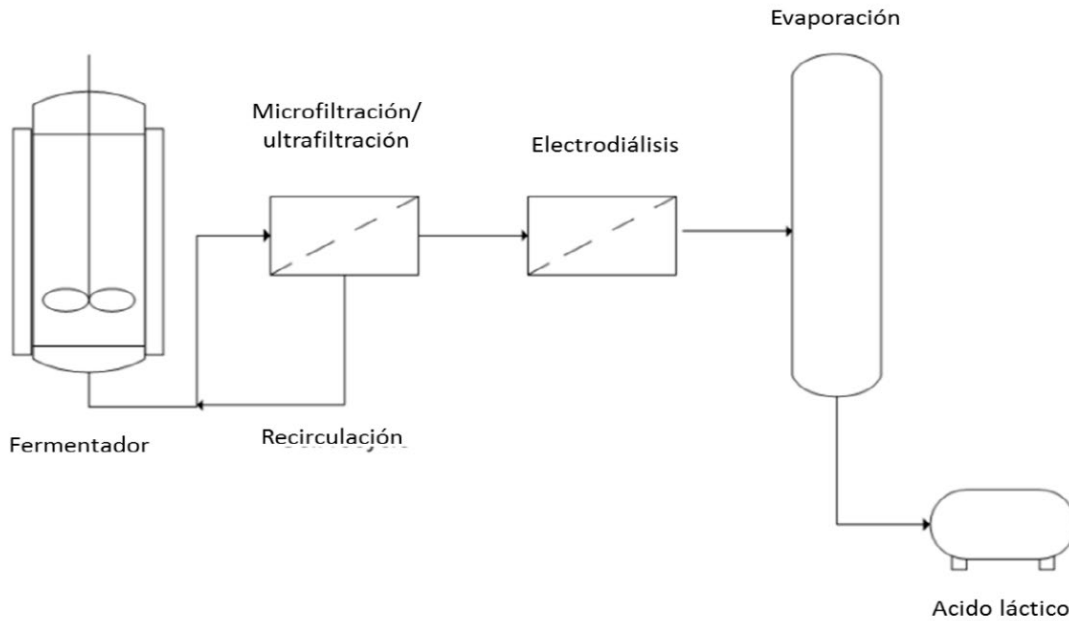 Evaporación
Microfiltración/
ultrafiltración
Electrodiálisis
Fermentador
Recirculación
Acido láctico